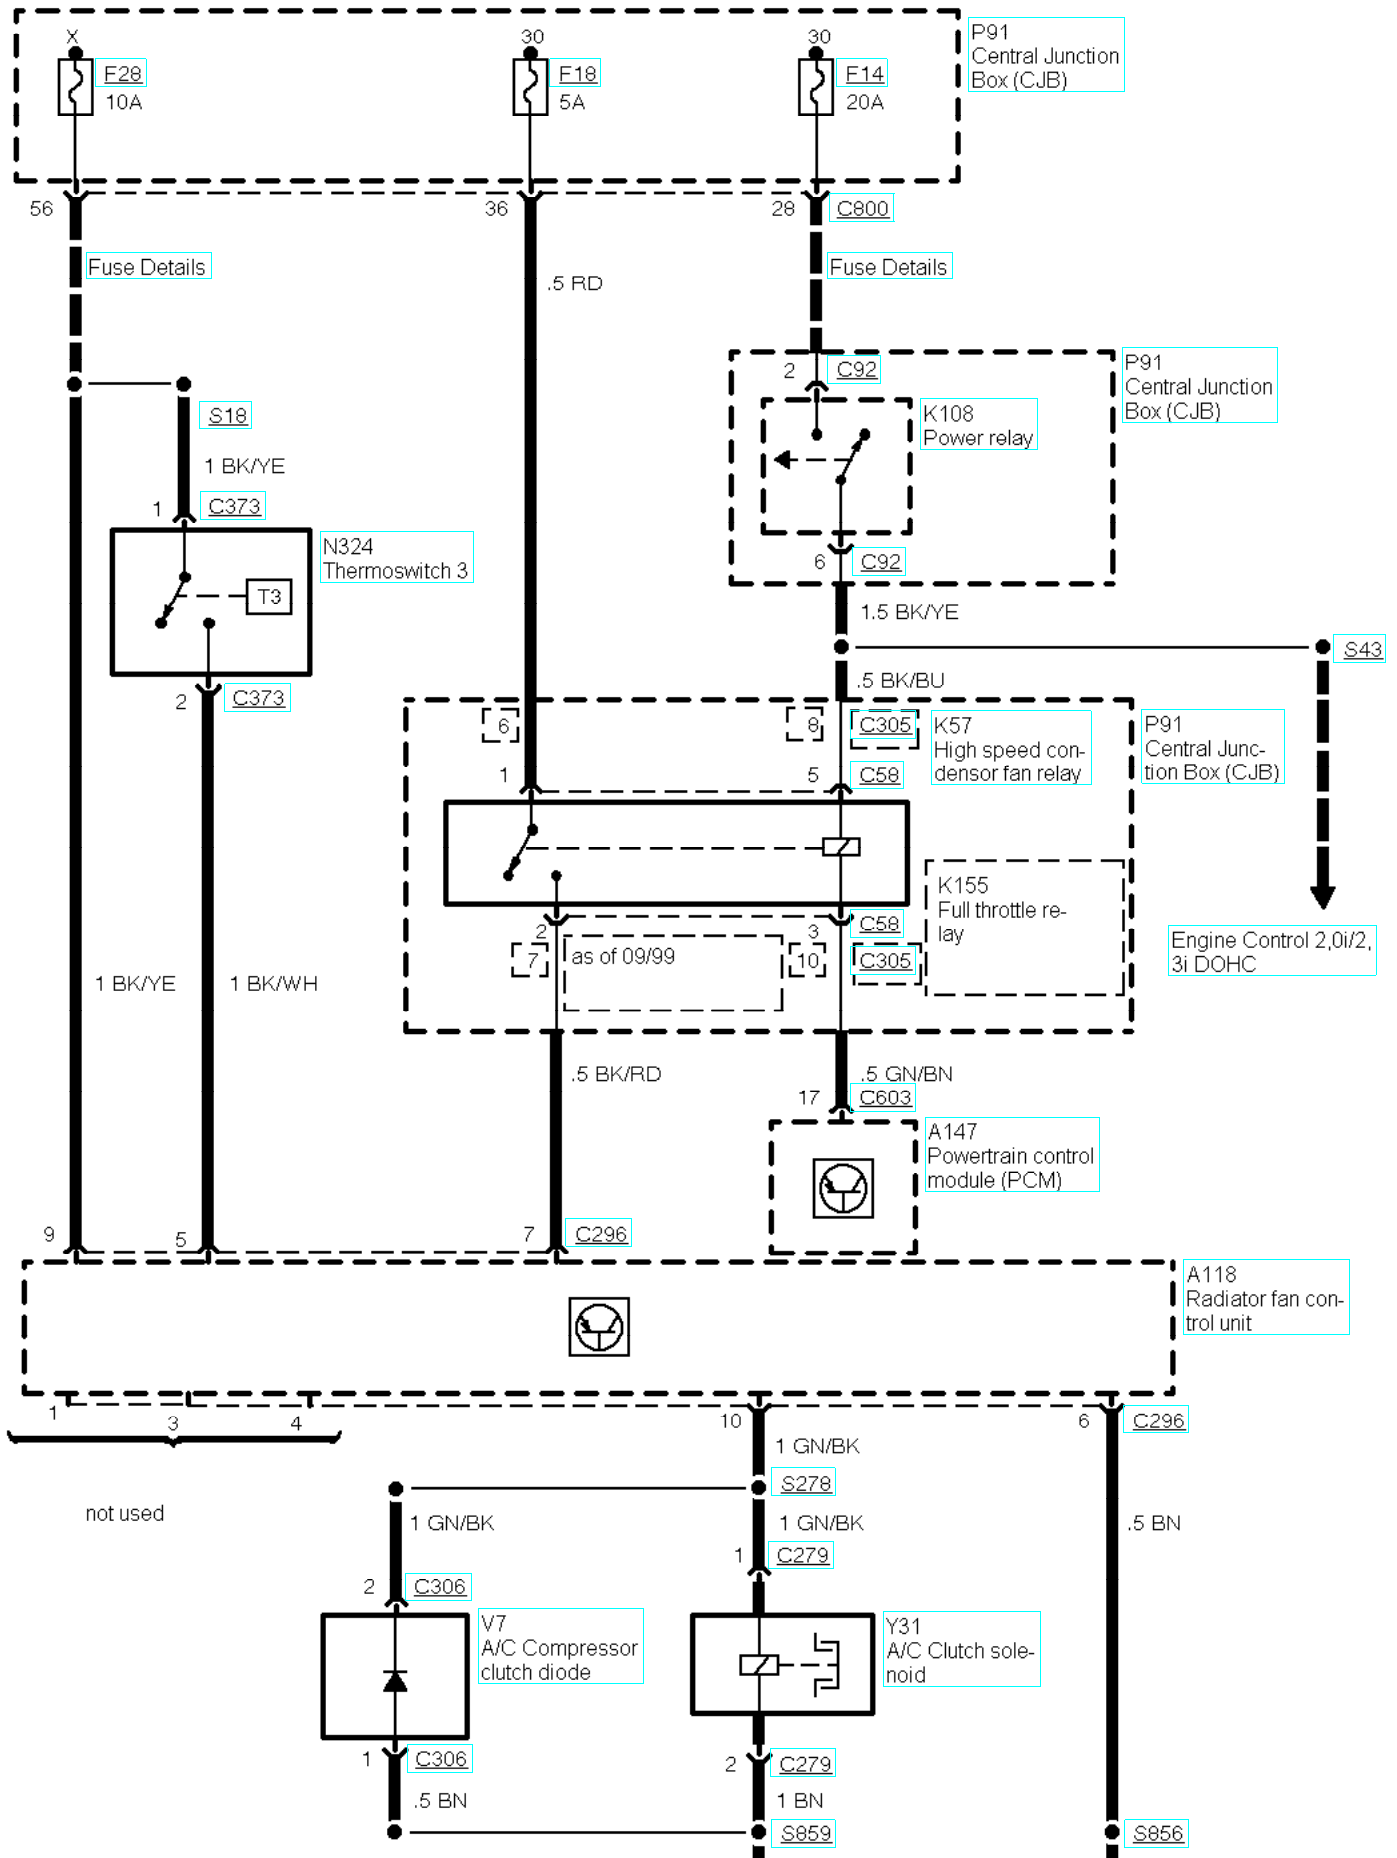 X
30
30
P91
Central Junction
Box (CJB)
F28
10A
F18
5A
F14
20A
56
36
28
C800
Fuse Details
Fuse Details
.5 RD
2
C92
P91
Central Junction
Box (CJB)
K108
Power relay
S18
1 BK/YE
1
C373
N324
Thermoswitch 3
T3
6
C92
1.5 BK/YE
S43
2
C373
.5 BK/BU
6
8
C305
K57
High speed con-
densor fan relay
P91
Central Junc-
tion Box (CJB)
1
5
C58
K155
Full throttle re-
lay
2
3
C58
7
as of 09/99
10
C305
Engine Control 2,0i/2,
3i DOHC
1 BK/YE
1 BK/WH
.5 BK/RD
.5 GN/BN
17
C603
A147
Powertrain control
module (PCM)
9
5
7
C296
A118
Radiator fan con-
trol unit
1
3
4
10
6
C296
not used
1 GN/BK
S278
1 GN/BK
1 GN/BK
.5 BN
1
C279
2
C306
V7
A/C Compressor
clutch diode
Y31
A/C Clutch sole-
noid
1
C306
2
C279
.5 BN
1 BN
S859
S856